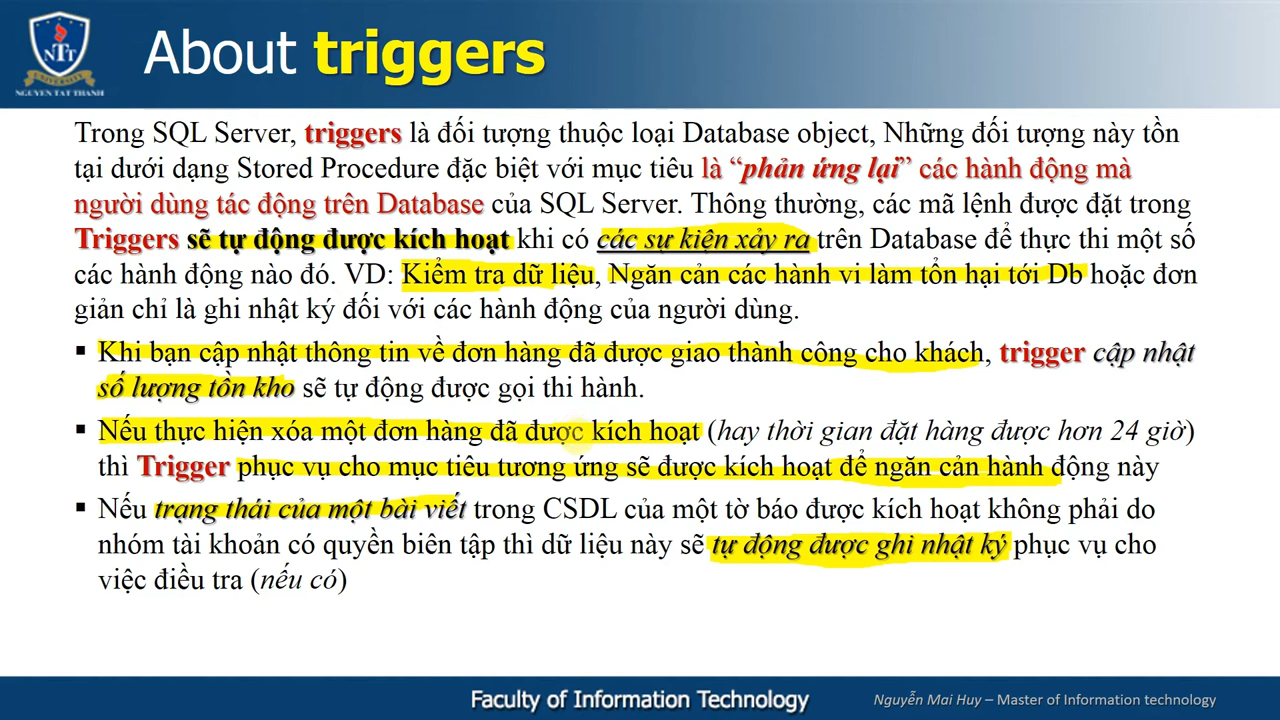 NTT
UNIVERSITY
NGUYEN TAT THANH
About triggers
Trong SQL Server, triggers là đối tượng thuộc loại Database object, Những đối tượng này tồn
tại dưới dạng Stored Procedure đặc biệt với mục tiêu là “phản ứng lại” các hành động mà
người dùng tác động trên Database của SQL Server. Thông thường, các mã lệnh được đặt trong
Triggers sẽ tự động được kích hoạt khi có các sự kiện xảy ra trên Database để thực thi một số
các hành động nào đó. VD: Kiểm tra dữ liệu, Ngăn cản các hành vi làm tổn hại tới Db hoặc đơn
giản chỉ là ghi nhật ký đối với các hành động của người dùng.
▪ Khi bạn cập nhật thông tin về đơn hàng đã được giao thành công cho khách, trigger cập nhật
số lượng tồn kho sẽ tự động được gọi thi hành.
▪ Nếu thực hiện xóa một đơn hàng đã được kích hoạt (hay thời gian đặt hàng được hơn 24 giờ)
thì Trigger phục vụ cho mục tiêu tương ứng sẽ được kích hoạt để ngăn cản hành động này
▪ Nếu trạng thái của một bài viết trong CSDL của một tờ báo được kích hoạt không phải do
nhóm tài khoản có quyền biên tập thì dữ liệu này sẽ tự động được ghi nhật ký phục vụ cho
việc điều tra (nếu có)
Faculty of Information Technology
Nguyễn Mai Huy – Master of Information technology